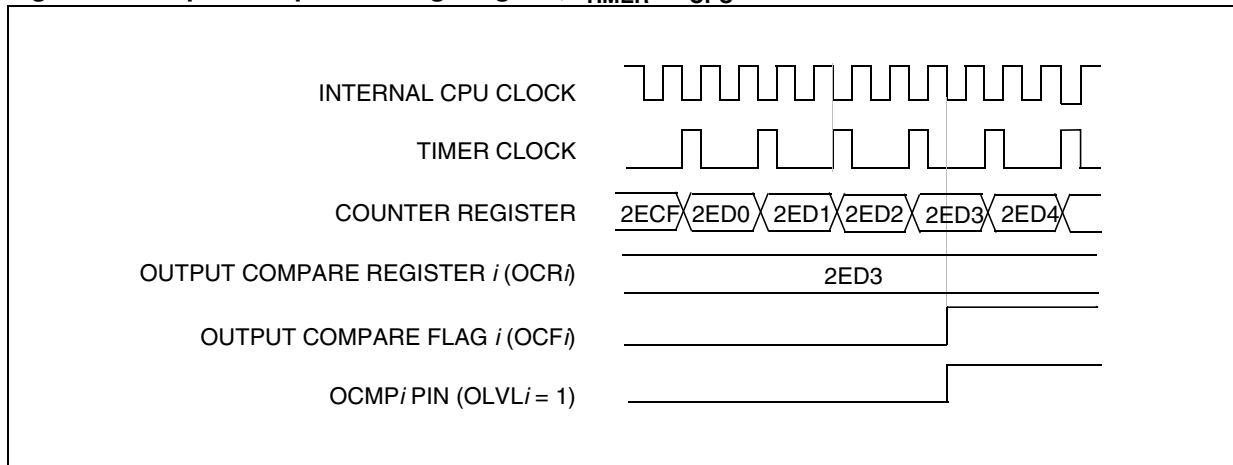 INTERNAL CPU CLOCK
TIMER CLOCK
COUNTER REGISTER 2ECF 2ED0 2ED1 2ED2 2ED3 2ED4
OUTPUT COMPARE REGISTER i (OCRi) 2ED3
OUTPUT COMPARE FLAG i (OCFi)
OCMPi PIN (OLVLi = 1)